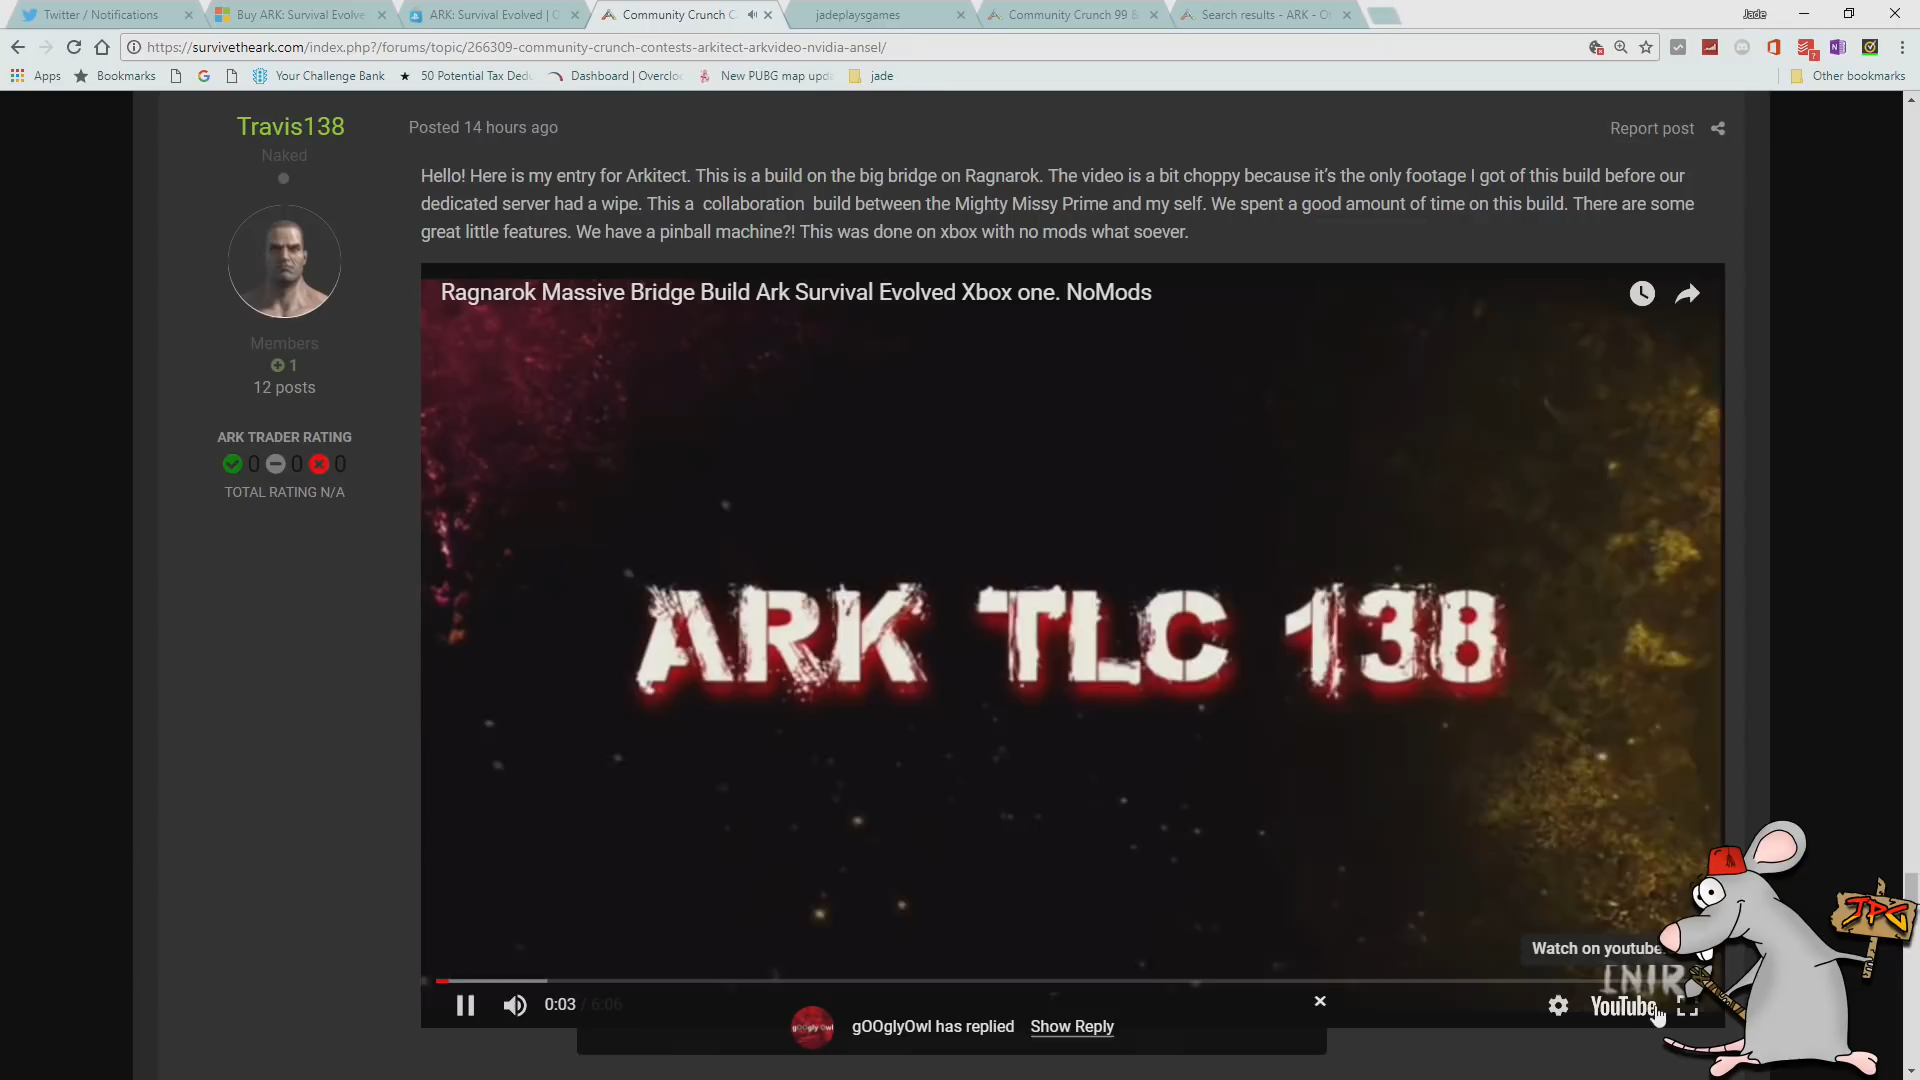 Twitter / Notifications
Buy ARK: Survival Evolve
ARK: Survival Evolved |
Community Crunch C
jadeplaysgames
Community Crunch 99
Search results - ARK - O
Jade
https://survivetheark.com/index.php?/forums/topic/266309-community-crunch-contests-arkitect-arkvideo-nvidia-ansel/
Apps
Bookmarks
Your Challenge Bank
50 Potential Tax Dedu
Dashboard | Overcloc
New PUBG map upda
jade
Other bookmarks
Travis138
Naked
Members
1
12 posts
ARK TRADER RATING
0 0 0
TOTAL RATING N/A
Posted 14 hours ago
Report post
Hello! Here is my entry for Arkitect. This is a build on the big bridge on Ragnarok. The video is a bit choppy because it's the only footage I got of this build before our
dedicated server had a wipe. This a collaboration build between the Mighty Missy Prime and my self. We spent a good amount of time on this build. There are some
great little features. We have a pinball machine?! This was done on xbox with no mods what soever.
Ragnarok Massive Bridge Build Ark Survival Evolved Xbox one. NoMods
ARK TLC 138
Watch on youtube
0:03 / 6:06
YouTube
gOOglyOwl has replied
Show Reply
JPG